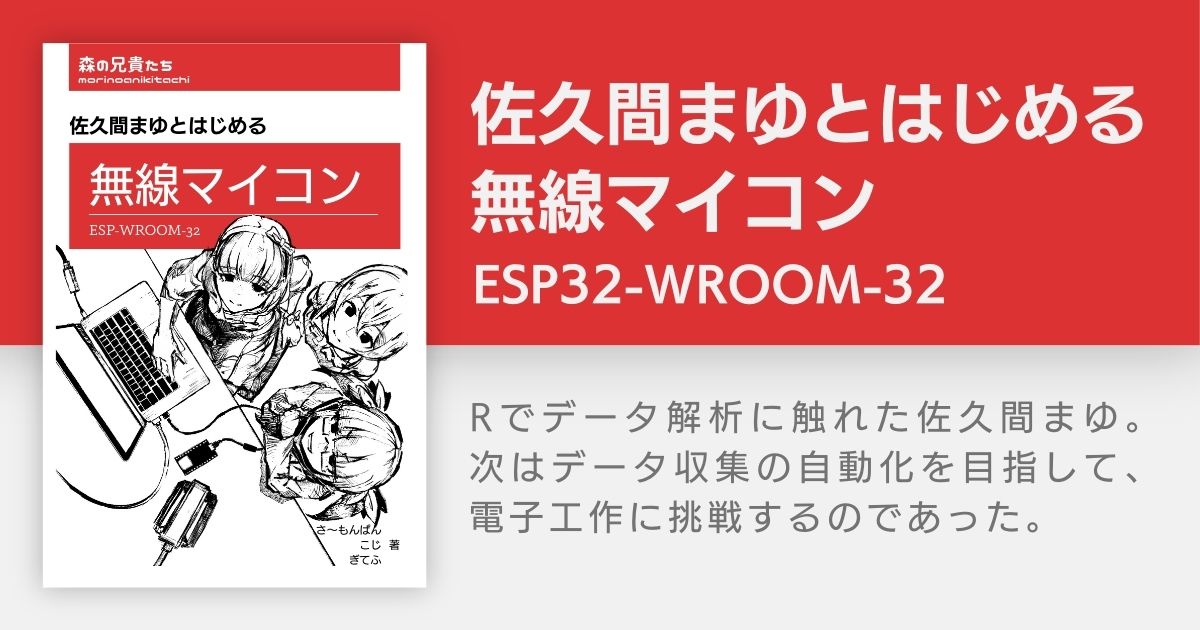 森の兄貴たち
morinoanikitachi
佐久間まゆとはじめる
無線マイコン
ESP-WROOM-32
さ〜もんばん
こじ 著
ぎてふ
佐久間まゆとはじめる
無線マイコン
ESP32-WROOM-32
Rでデータ解析に触れた佐久間まゆ。
次はデータ収集の自動化を目指して、
電子工作に挑戦するのであった。